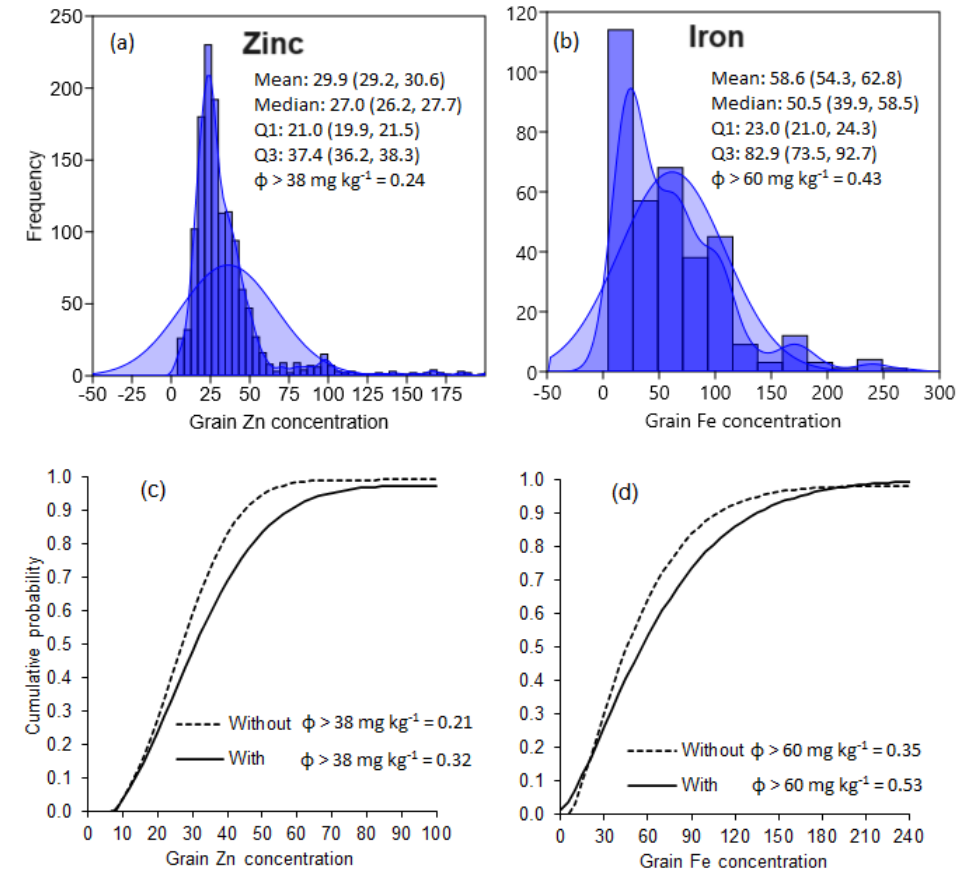 (a) Zinc
Mean: 29.9 (29.2, 30.6)
Median: 27.0 (26.2, 27.7)
Q1: 21.0 (19.9, 21.5)
Q3: 37.4 (36.2, 38.3)
ϕ > 38 mg kg⁻¹ = 0.24
250
200
150
100
50
0
Frequency
-50 -25 0 25 50 75 100 125 150 175
Grain Zn concentration
(b) Iron
Mean: 58.6 (54.3, 62.8)
Median: 50.5 (39.9, 58.5)
Q1: 23.0 (21.0, 24.3)
Q3: 82.9 (73.5, 92.7)
ϕ > 60 mg kg⁻¹ = 0.43
120
100
80
60
40
20
0
-50 0 50 100 150 200 250 300
Grain Fe concentration
(c)
1.0
0.9
0.8
0.7
0.6
0.5
0.4
0.3
0.2
0.1
0.0
Cumulative probability
Without ϕ > 38 mg kg⁻¹ = 0.21
With ϕ > 38 mg kg⁻¹ = 0.32
0 10 20 30 40 50 60 70 80 90 100
Grain Zn concentration
(d)
1.0
0.9
0.8
0.7
0.6
0.5
0.4
0.3
0.2
0.1
0.0
Without ϕ > 60 mg kg⁻¹ = 0.35
With ϕ > 60 mg kg⁻¹ = 0.53
0 30 60 90 120 150 180 210 240
Grain Fe concentration